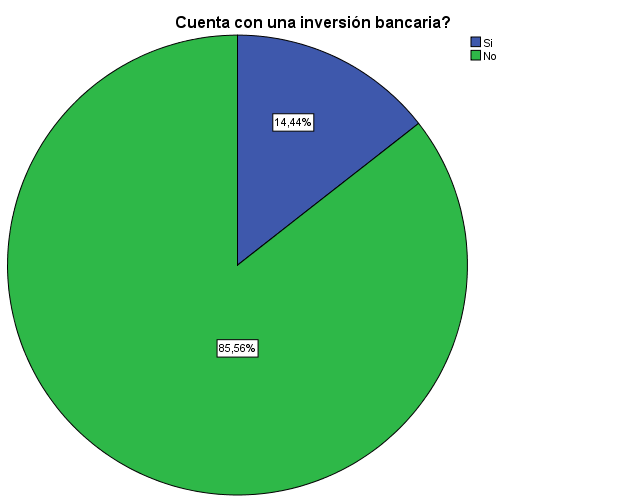 Cuenta con una inversión bancaria?
Si
No
14,44%
85,56%